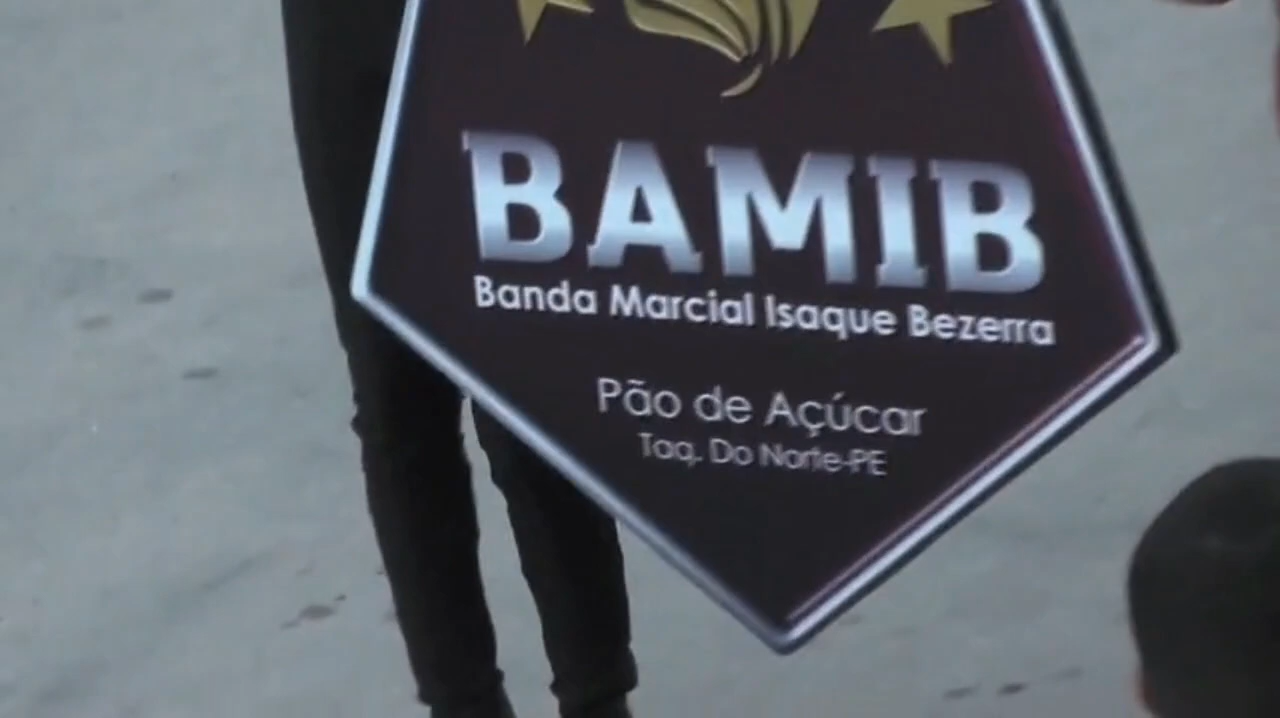 BAMIB
Banda Marcial Isaque Bezerra
Pão de Açúcar
Taq. Do Norte-PE